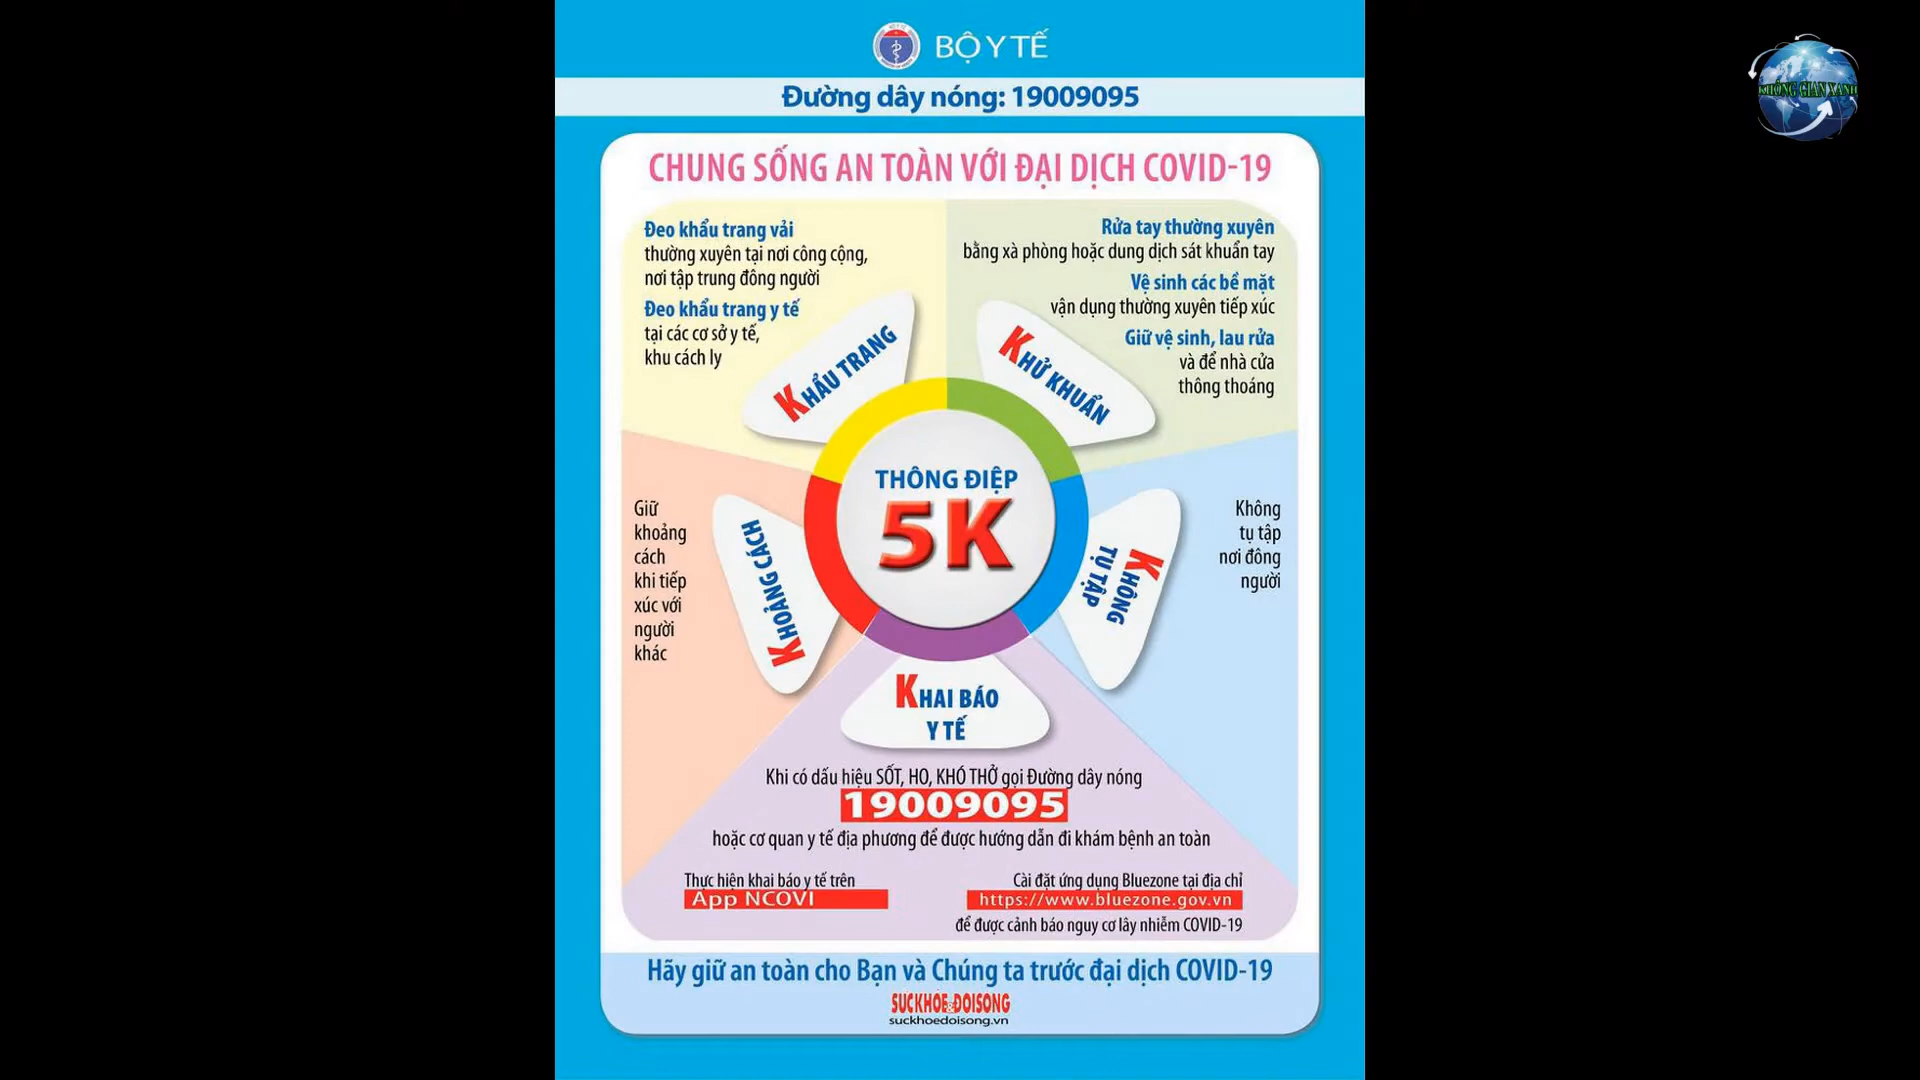 BỘ Y TẾ
KHÔNG GIAN XANH
Đường dây nóng: 19009095
CHUNG SỐNG AN TOÀN VỚI ĐẠI DỊCH COVID-19
Đeo khẩu trang vải
thường xuyên tại nơi công cộng,
nơi tập trung đông người
Đeo khẩu trang y tế
tại các cơ sở y tế,
khu cách ly
KHẨU TRANG
Rửa tay thường xuyên
bằng xà phòng hoặc dung dịch sát khuẩn tay
Vệ sinh các bề mặt
vận dụng thường xuyên tiếp xúc
Giữ vệ sinh, lau rửa
và để nhà cửa
thông thoáng
KHỬ KHUẨN
THÔNG ĐIỆP
5K
Giữ
khoảng
cách
khi tiếp
xúc với
người
khác
KHOẢNG CÁCH
KHÔNG
TỤ TẬP
Không
tụ tập
nơi đông
người
KHAI BÁO
Y TẾ
Khi có dấu hiệu SỐT, HO, KHÓ THỞ gọi Đường dây nóng
19009095
hoặc cơ quan y tế địa phương để được hướng dẫn đi khám bệnh an toàn
Thực hiện khai báo y tế trên
App NCOVI
Cài đặt ứng dụng Bluezone tại địa chỉ
https://www.bluezone.gov.vn
để được cảnh báo nguy cơ lây nhiễm COVID-19
Hãy giữ an toàn cho Bạn và Chúng ta trước đại dịch COVID-19
SUCKHOE&ĐOISONG
suckhoedoisong.vn